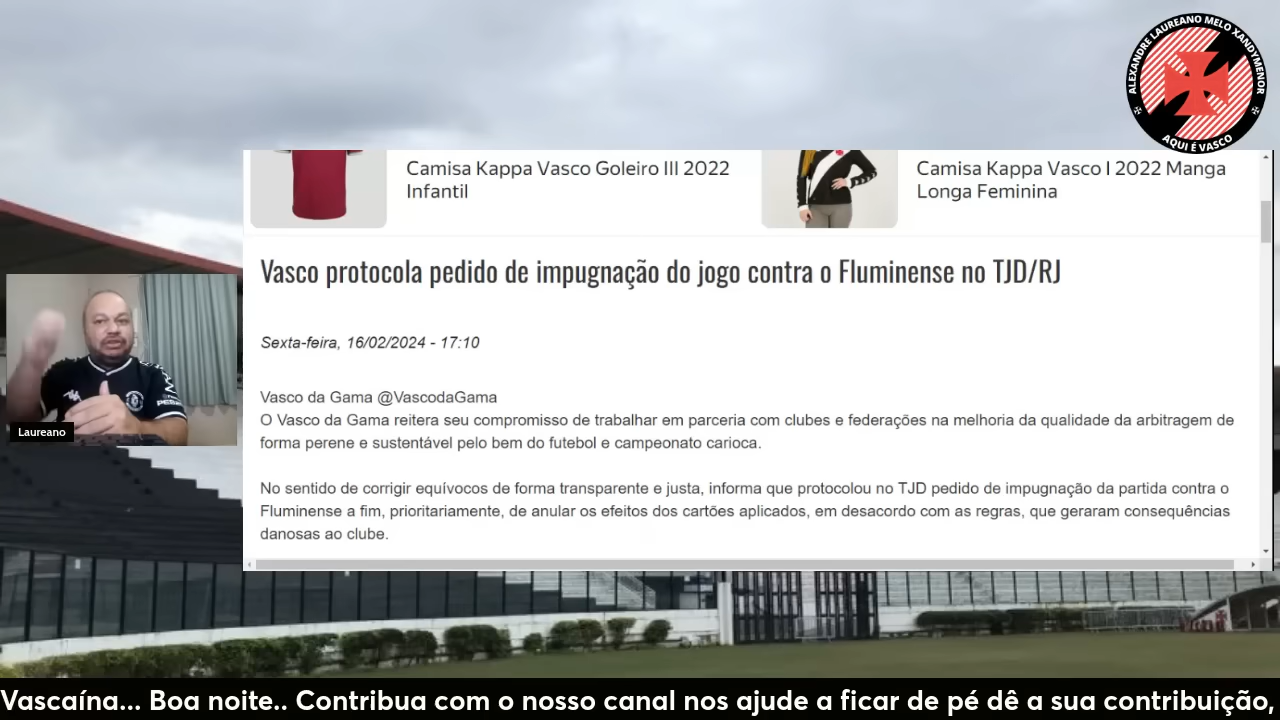 ALEXANDRE LAUREANO MELO XANDYMENOR
AQUI É VASCO
Camisa Kappa Vasco Goleiro III 2022
Infantil
Camisa Kappa Vasco I 2022 Manga
Longa Feminina
Vasco protocola pedido de impugnação do jogo contra o Fluminense no TJD/RJ
Sexta-feira, 16/02/2024 - 17:10
Vasco da Gama @VascodaGama
O Vasco da Gama reitera seu compromisso de trabalhar em parceria com clubes e federações na melhoria da qualidade da arbitragem de
forma perene e sustentável pelo bem do futebol e campeonato carioca.
No sentido de corrigir equívocos de forma transparente e justa, informa que protocolou no TJD pedido de impugnação da partida contra o
Fluminense a fim, prioritariamente, de anular os efeitos dos cartões aplicados, em desacordo com as regras, que geraram consequências
danosas ao clube.
Laureano
Vascaína... Boa noite.. Contribua com o nosso canal nos ajude a ficar de pé dê a sua contribuição,